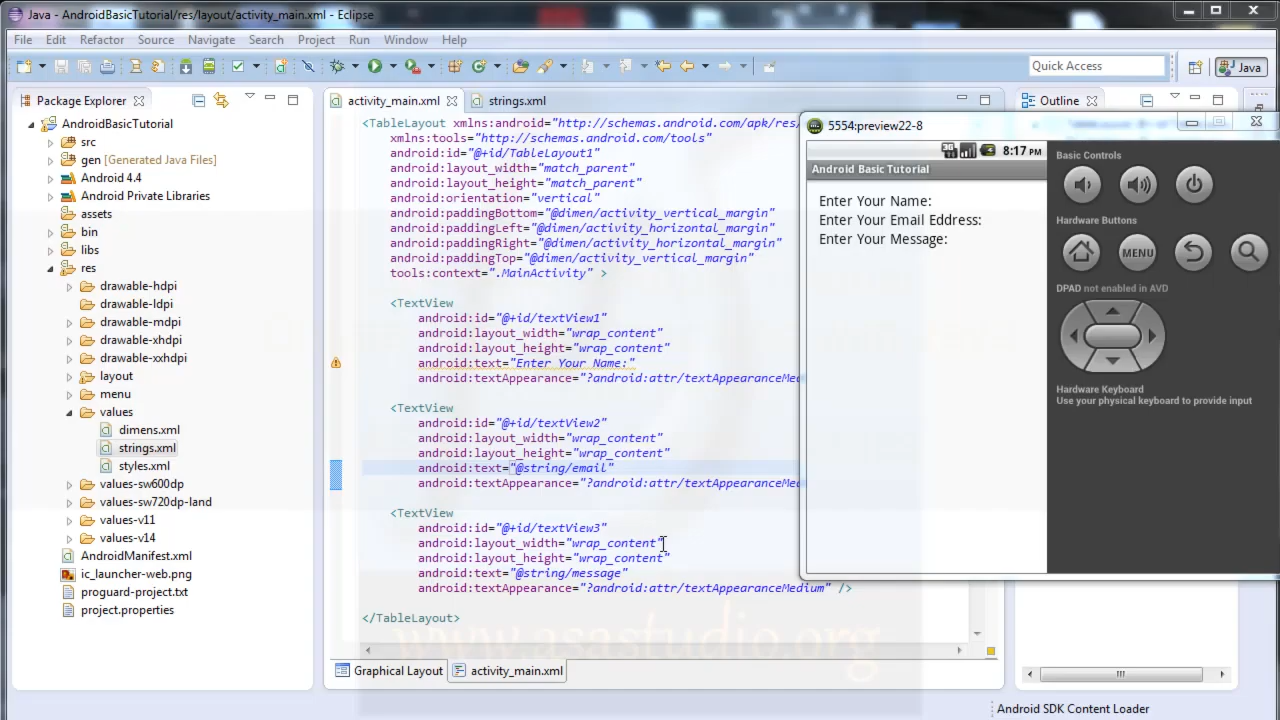 Java - AndroidBasicTutorial/res/layout/activity_main.xml - Eclipse
File Edit Refactor Source Navigate Search Project Run Window Help
Quick Access
Java
Package Explorer
AndroidBasicTutorial
src
gen [Generated Java Files]
Android 4.4
Android Private Libraries
assets
bin
libs
res
drawable-hdpi
drawable-ldpi
drawable-mdpi
drawable-xhdpi
drawable-xxhdpi
layout
menu
values
dimens.xml
strings.xml
styles.xml
values-sw600dp
values-sw720dp-land
values-v11
values-v14
AndroidManifest.xml
ic_launcher-web.png
proguard-project.txt
project.properties
activity_main.xml
strings.xml
<TableLayout xmlns:android="http://schemas.android.com/apk/res/
xmlns:tools="http://schemas.android.com/tools"
android:id="@+id/TableLayout1"
android:layout_width="match_parent"
android:layout_height="match_parent"
android:orientation="vertical"
android:paddingBottom="@dimen/activity_vertical_margin"
android:paddingLeft="@dimen/activity_horizontal_margin"
android:paddingRight="@dimen/activity_horizontal_margin"
android:paddingTop="@dimen/activity_vertical_margin"
tools:context=".MainActivity" >
<TextView
android:id="@+id/textView1"
android:layout_width="wrap_content"
android:layout_height="wrap_content"
android:text="Enter Your Name:"
android:textAppearance="?android:attr/textAppearanceMed
<TextView
android:id="@+id/textView2"
android:layout_width="wrap_content"
android:layout_height="wrap_content"
android:text="@string/email"
android:textAppearance="?android:attr/textAppearanceMed
<TextView
android:id="@+id/textView3"
android:layout_width="wrap_content"
android:layout_height="wrap_content"
android:text="@string/message"
android:textAppearance="?android:attr/textAppearanceMedium" />
</TableLayout>
www.asastudio.org
Graphical Layout
activity_main.xml
Outline
5554:preview22-8
3G
8:17 PM
Android Basic Tutorial
Enter Your Name:
Enter Your Email Eddress:
Enter Your Message:
Basic Controls
Hardware Buttons
MENU
DPAD not enabled in AVD
Hardware Keyboard
Use your physical keyboard to provide input
Android SDK Content Loader